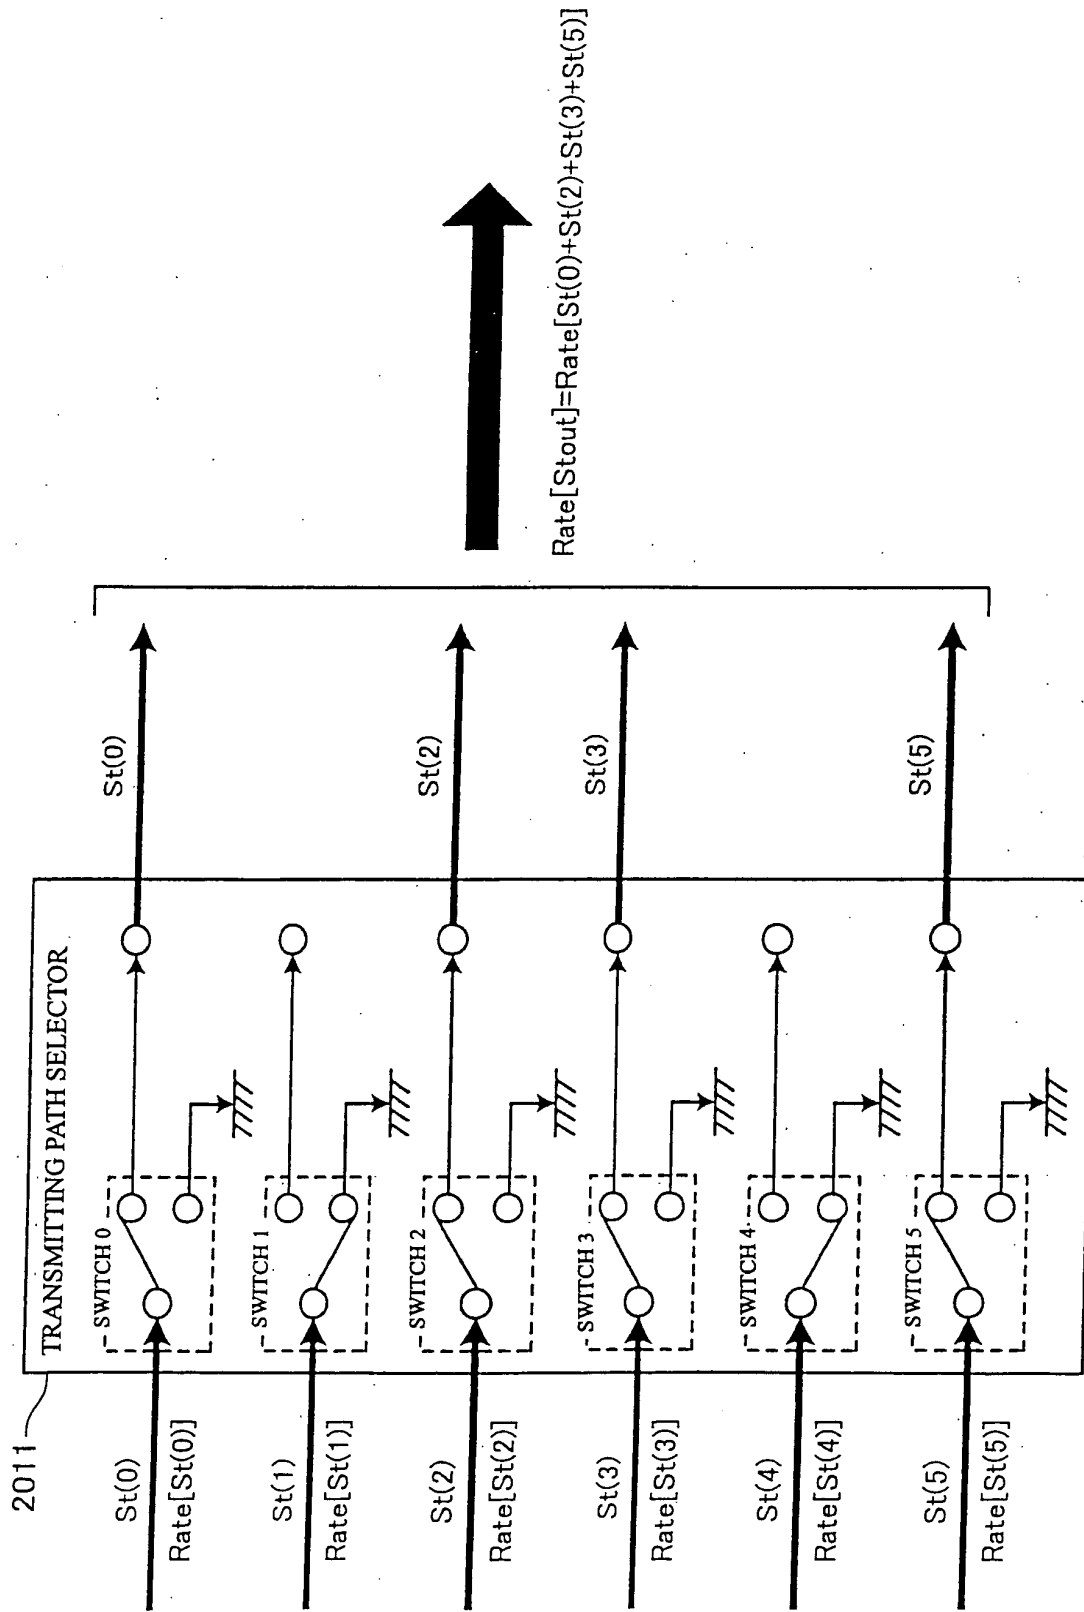 2011
TRANSMITTING PATH SELECTOR
St(0)
Rate[St(0)]
SWITCH 0
St(0)
St(1)
Rate[St(1)]
SWITCH 1
St(2)
Rate[St(2)]
SWITCH 2
St(2)
St(3)
Rate[St(3)]
SWITCH 3
St(3)
St(4)
Rate[St(4)]
SWITCH 4
St(5)
Rate[St(5)]
SWITCH 5
St(5)
Rate[Stout]=Rate[St(0)+St(2)+St(3)+St(5)]